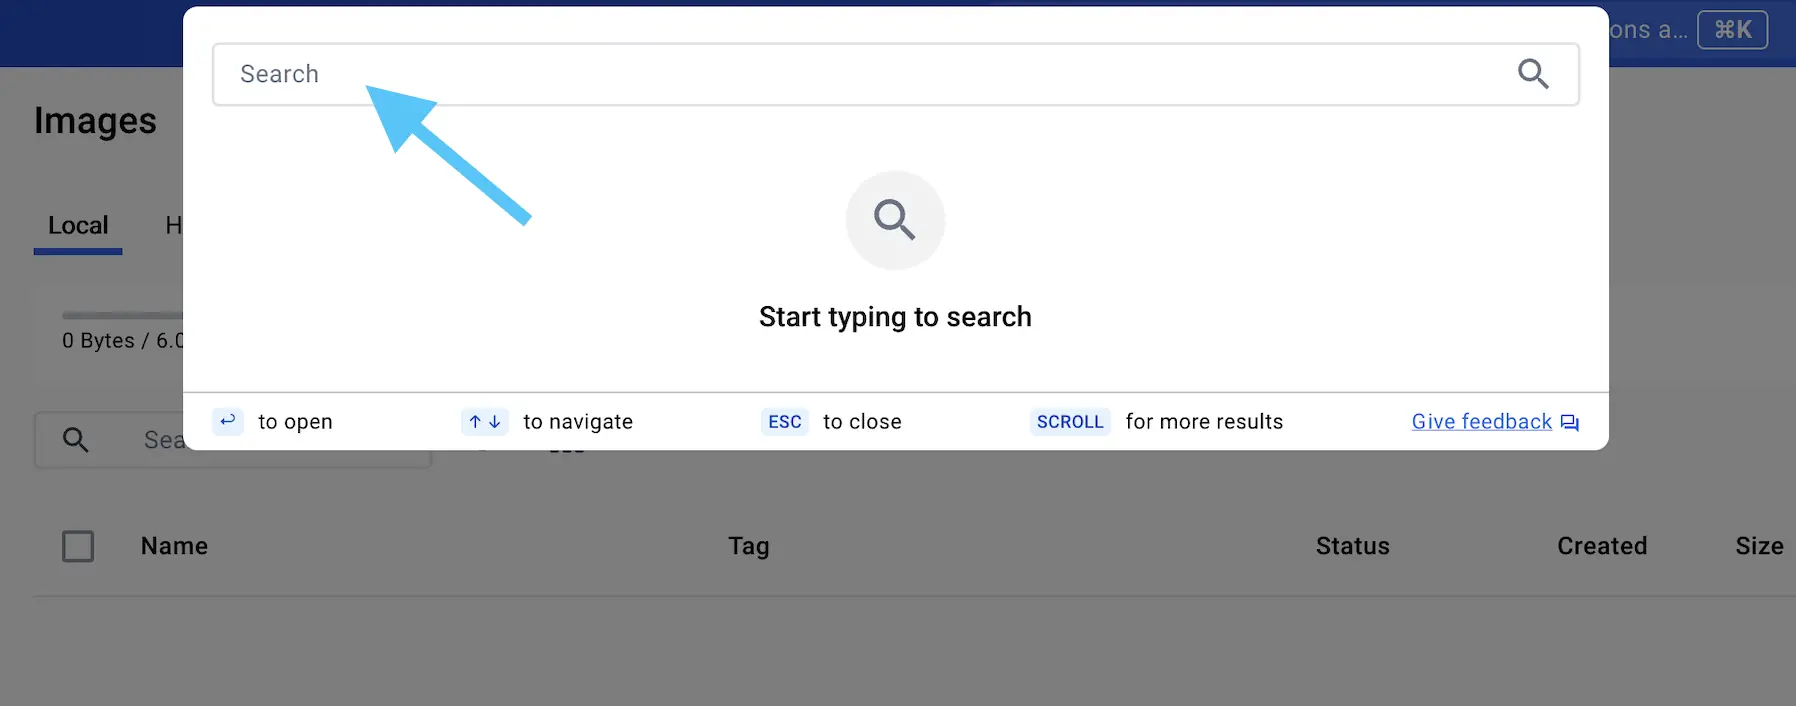 ons a... ⌘K
Search
Images
Local H
Start typing to search
0 Bytes / 6.0
↩ to open ↑ ↓ to navigate ESC to close SCROLL for more results Give feedback
Sea
Name Tag Status Created Size